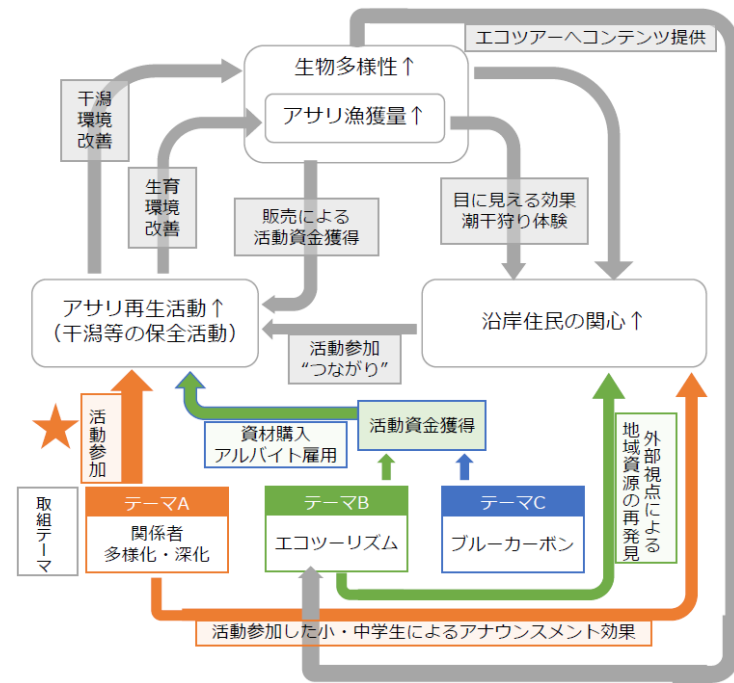 エコツアーへコンテンツ提供
生物多様性↑
アサリ漁獲量↑
干潟
環境
改善
生育
環境
改善
販売による
活動資金獲得
目に見える効果
潮干狩り体験
アサリ再生活動↑
（干潟等の保全活動）
沿岸住民の関心↑
活動参加
“つながり”
活動参加
資材購入
アルバイト雇用
活動資金獲得
外部視点による
地域資源の再発見
取組テーマ
テーマA
関係者
多様化・深化
テーマB
エコツーリズム
テーマC
ブルーカーボン
活動参加した小・中学生によるアナウンスメント効果